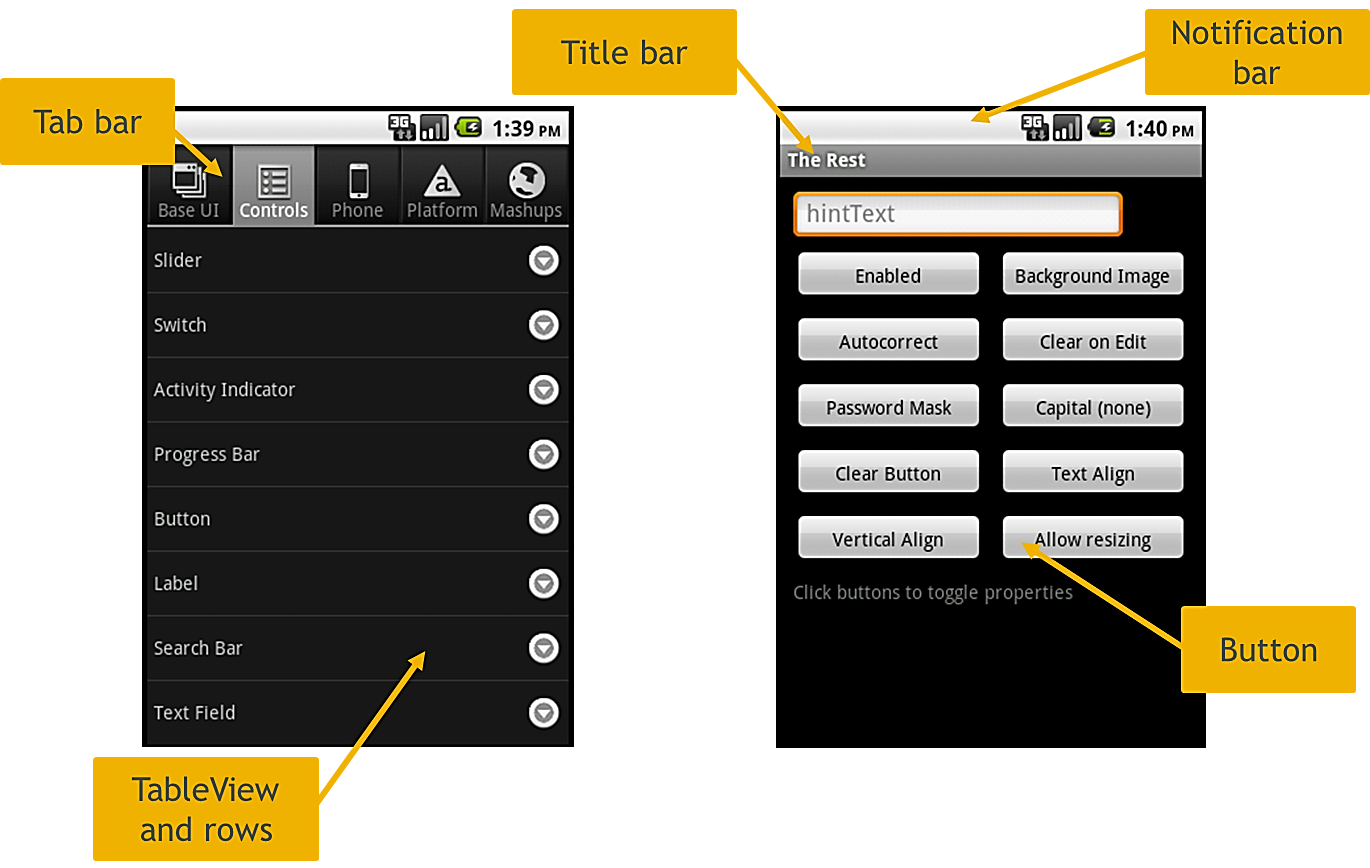 Title bar
Notification
bar
Tab bar
3G 1:39 PM
Base UI Controls Phone Platform Mashups
Slider
Switch
Activity Indicator
Progress Bar
Button
Label
Search Bar
Text Field
TableView
and rows
3G 1:40 PM
The Rest
hintText
Enabled Background Image
Autocorrect Clear on Edit
Password Mask Capital (none)
Clear Button Text Align
Vertical Align Allow resizing
Click buttons to toggle properties
Button